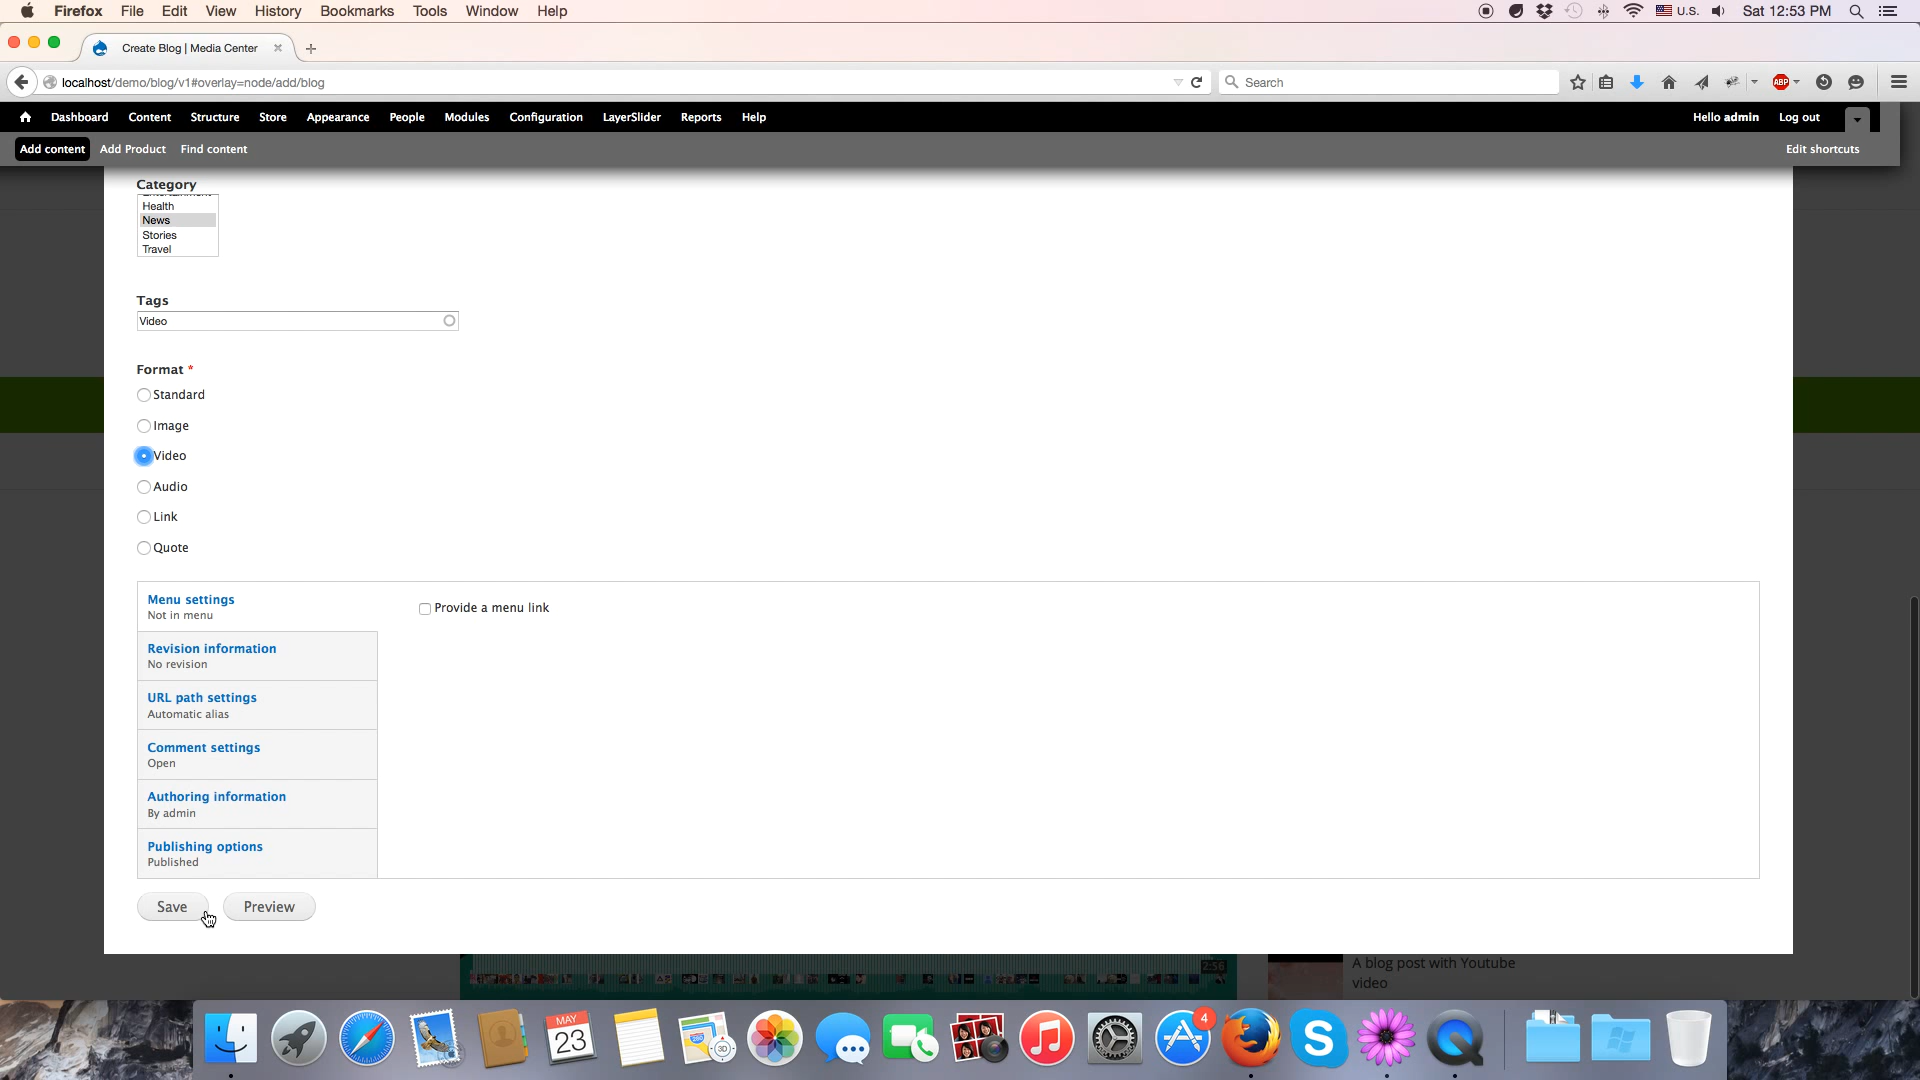 Firefox File Edit View History Bookmarks Tools Window Help U.S. Sat 12:53 PM
Create Blog | Media Center
localhost/demo/blog/v1#overlay=node/add/blog Search ABP
Dashboard Content Structure Store Appearance People Modules Configuration LayerSlider Reports Help Hello admin Log out
Add content Add Product Find content Edit shortcuts
Category
Health
News
Stories
Travel
Tags
Video
Format *
Standard
Image
Video
Audio
Link
Quote
Menu settings
Not in menu
Provide a menu link
Revision information
No revision
URL path settings
Automatic alias
Comment settings
Open
Authoring information
By admin
Publishing options
Published
Save Preview
2:56
A blog post with Youtube
video
MAY
23
3D
4